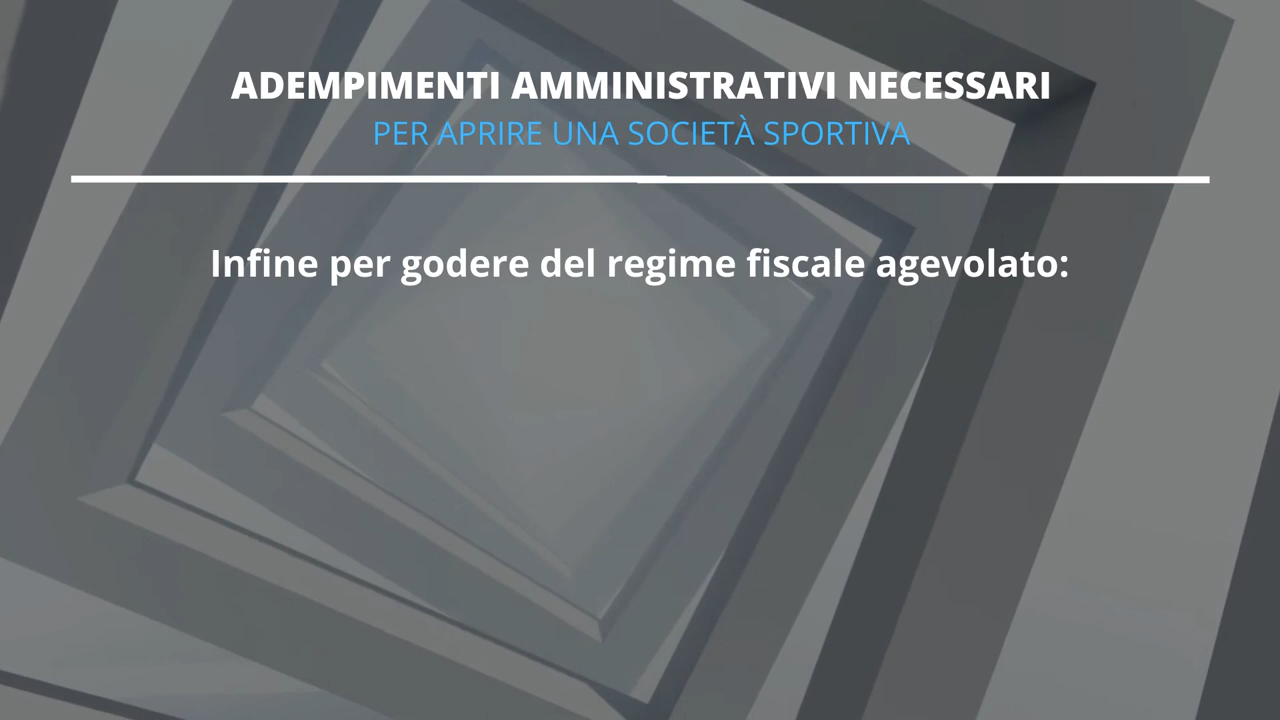 ADEMPIMENTI AMMINISTRATIVI NECESSARI
PER APRIRE UNA SOCIETÀ SPORTIVA
Infine per godere del regime fiscale agevolato: